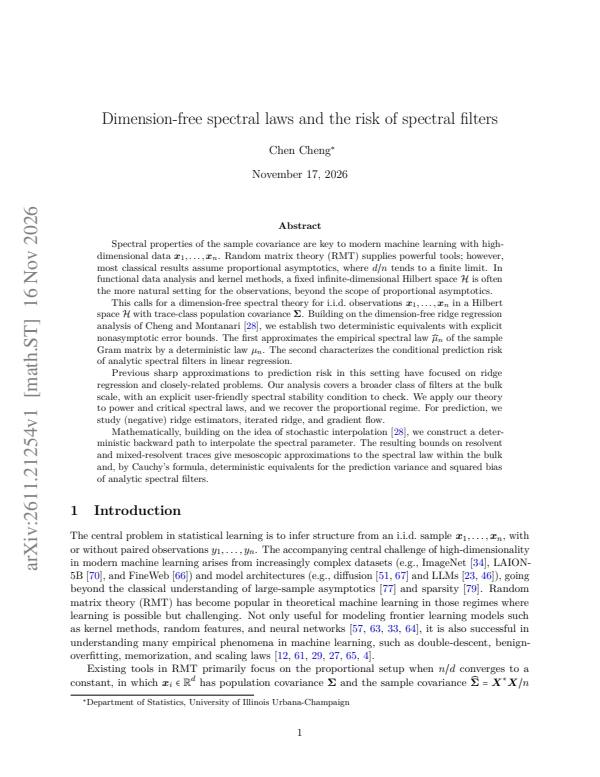 Dimension-free spectral laws and the risk of spectral filters
Chen Cheng*
November 17, 2026
Abstract
Spectral properties of the sample covariance are key to modern machine learning with high-
dimensional data x₁, . . . , xₙ. Random matrix theory (RMT) supplies powerful tools; however,
most classical results assume proportional asymptotics, where d/n tends to a finite limit. In
functional data analysis and kernel methods, a fixed infinite-dimensional Hilbert space ℋ is often
the more natural setting for the observations, beyond the scope of proportional asymptotics.
This calls for a dimension-free spectral theory for i.i.d. observations x₁, . . . , xₙ in a Hilbert
space ℋ with trace-class population covariance Σ. Building on the dimension-free ridge regression
analysis of Cheng and Montanari [28], we establish two deterministic equivalents with explicit
nonasymptotic error bounds. The first approximates the empirical spectral law μ̂ₙ of the sample
Gram matrix by a deterministic law μₙ. The second characterizes the conditional prediction risk
of analytic spectral filters in linear regression.
Previous sharp approximations to prediction risk in this setting have focused on ridge
regression and closely-related problems. Our analysis covers a broader class of filters at the bulk
scale, with an explicit user-friendly spectral stability condition to check. We apply our theory
to power and critical spectral laws, and we recover the proportional regime. For prediction, we
study (negative) ridge estimators, iterated ridge, and gradient flow.
Mathematically, building on the idea of stochastic interpolation [28], we construct a deter-
ministic backward path to interpolate the spectral parameter. The resulting bounds on resolvent
and mixed-resolvent traces give mesoscopic approximations to the spectral law within the bulk
and, by Cauchy's formula, deterministic equivalents for the prediction variance and squared bias
of analytic spectral filters.
1 Introduction
The central problem in statistical learning is to infer structure from an i.i.d. sample x₁, . . . , xₙ, with
or without paired observations y₁, . . . , yₙ. The accompanying central challenge of high-dimensionality
in modern machine learning arises from increasingly complex datasets (e.g., ImageNet [34], LAION-
5B [70], and FineWeb [66]) and model architectures (e.g., diffusion [51, 67] and LLMs [23, 46]), going
beyond the classical understanding of large-sample asymptotics [77] and sparsity [79]. Random
matrix theory (RMT) has become popular in theoretical machine learning in those regimes where
learning is possible but challenging. Not only useful for modeling frontier learning models such
as kernel methods, random features, and neural networks [57, 63, 33, 64], it is also successful in
understanding many empirical phenomena in machine learning, such as double-descent, benign-
overfitting, memorization, and scaling laws [12, 61, 29, 27, 65, 4].
Existing tools in RMT primarily focus on the proportional setup when n/d converges to a
constant, in which xᵢ ∈ ℝᵈ has population covariance Σ and the sample covariance Σ̂ = X*X/n
*Department of Statistics, University of Illinois Urbana-Champaign
1
arXiv:2611.21254v1 [math.ST] 16 Nov 2026